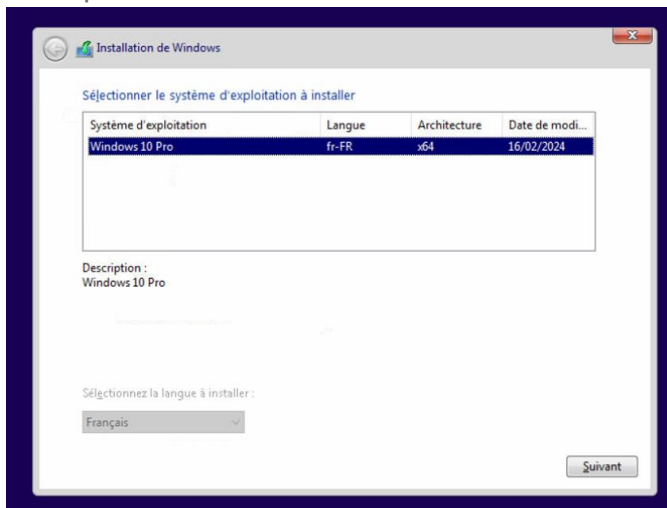 Installation de Windows
Sélectionner le système d'exploitation à installer
Système d'exploitation Langue Architecture Date de modi...
Windows 10 Pro fr-FR x64 16/02/2024
Description :
Windows 10 Pro
Sélectionnez la langue à installer :
Français
Suivant